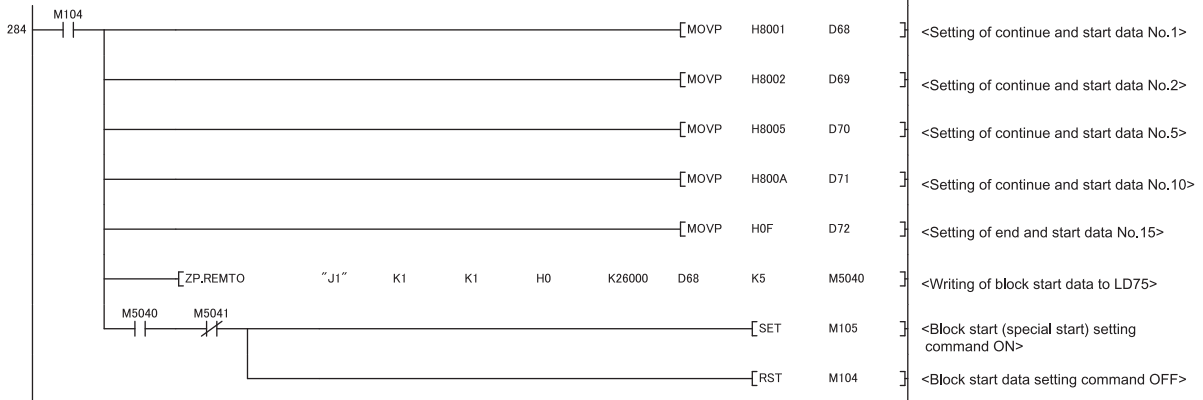 M104
284 [MOVP H8001 D68 ] <Setting of continue and start data No.1>
[MOVP H8002 D69 ] <Setting of continue and start data No.2>
[MOVP H8005 D70 ] <Setting of continue and start data No.5>
[MOVP H800A D71 ] <Setting of continue and start data No.10>
[MOVP H0F D72 ] <Setting of end and start data No.15>
[ZP.REMTO "J1" K1 K1 H0 K26000 D68 K5 M5040 ] <Writing of block start data to LD75>
M5040 M5041
[SET M105 ] <Block start (special start) setting
command ON>
[RST M104 ] <Block start data setting command OFF>